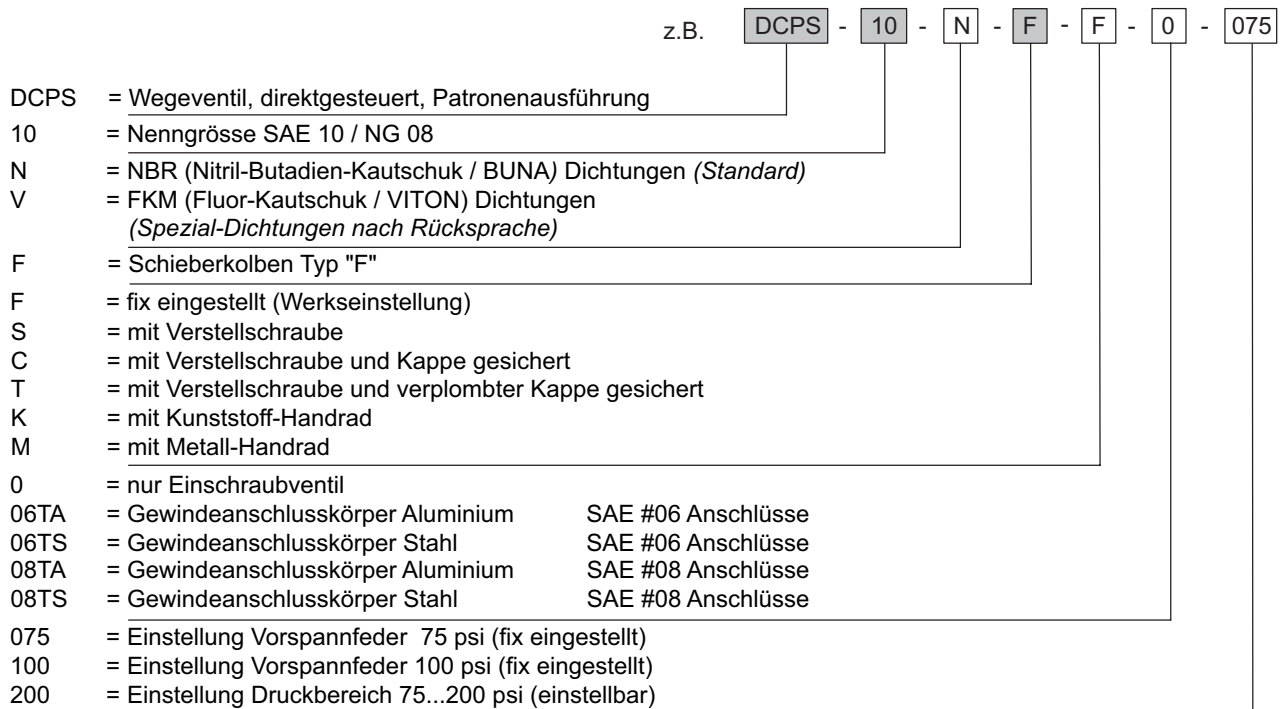 z.B. DCPS - 10 - N - F - F - 0 - 075
DCPS = Wegeventil, direktgesteuert, Patronenausführung
10 = Nenngrösse SAE 10 / NG 08
N = NBR (Nitril-Butadien-Kautschuk / BUNA) Dichtungen (Standard)
V = FKM (Fluor-Kautschuk / VITON) Dichtungen
(Spezial-Dichtungen nach Rücksprache)
F = Schieberkolben Typ "F"
F = fix eingestellt (Werkseinstellung)
S = mit Verstellschraube
C = mit Verstellschraube und Kappe gesichert
T = mit Verstellschraube und verplombter Kappe gesichert
K = mit Kunststoff-Handrad
M = mit Metall-Handrad
0 = nur Einschraubventil
06TA = Gewindeanschlusskörper Aluminium SAE #06 Anschlüsse
06TS = Gewindeanschlusskörper Stahl SAE #06 Anschlüsse
08TA = Gewindeanschlusskörper Aluminium SAE #08 Anschlüsse
08TS = Gewindeanschlusskörper Stahl SAE #08 Anschlüsse
075 = Einstellung Vorspannfeder 75 psi (fix eingestellt)
100 = Einstellung Vorspannfeder 100 psi (fix eingestellt)
200 = Einstellung Druckbereich 75...200 psi (einstellbar)